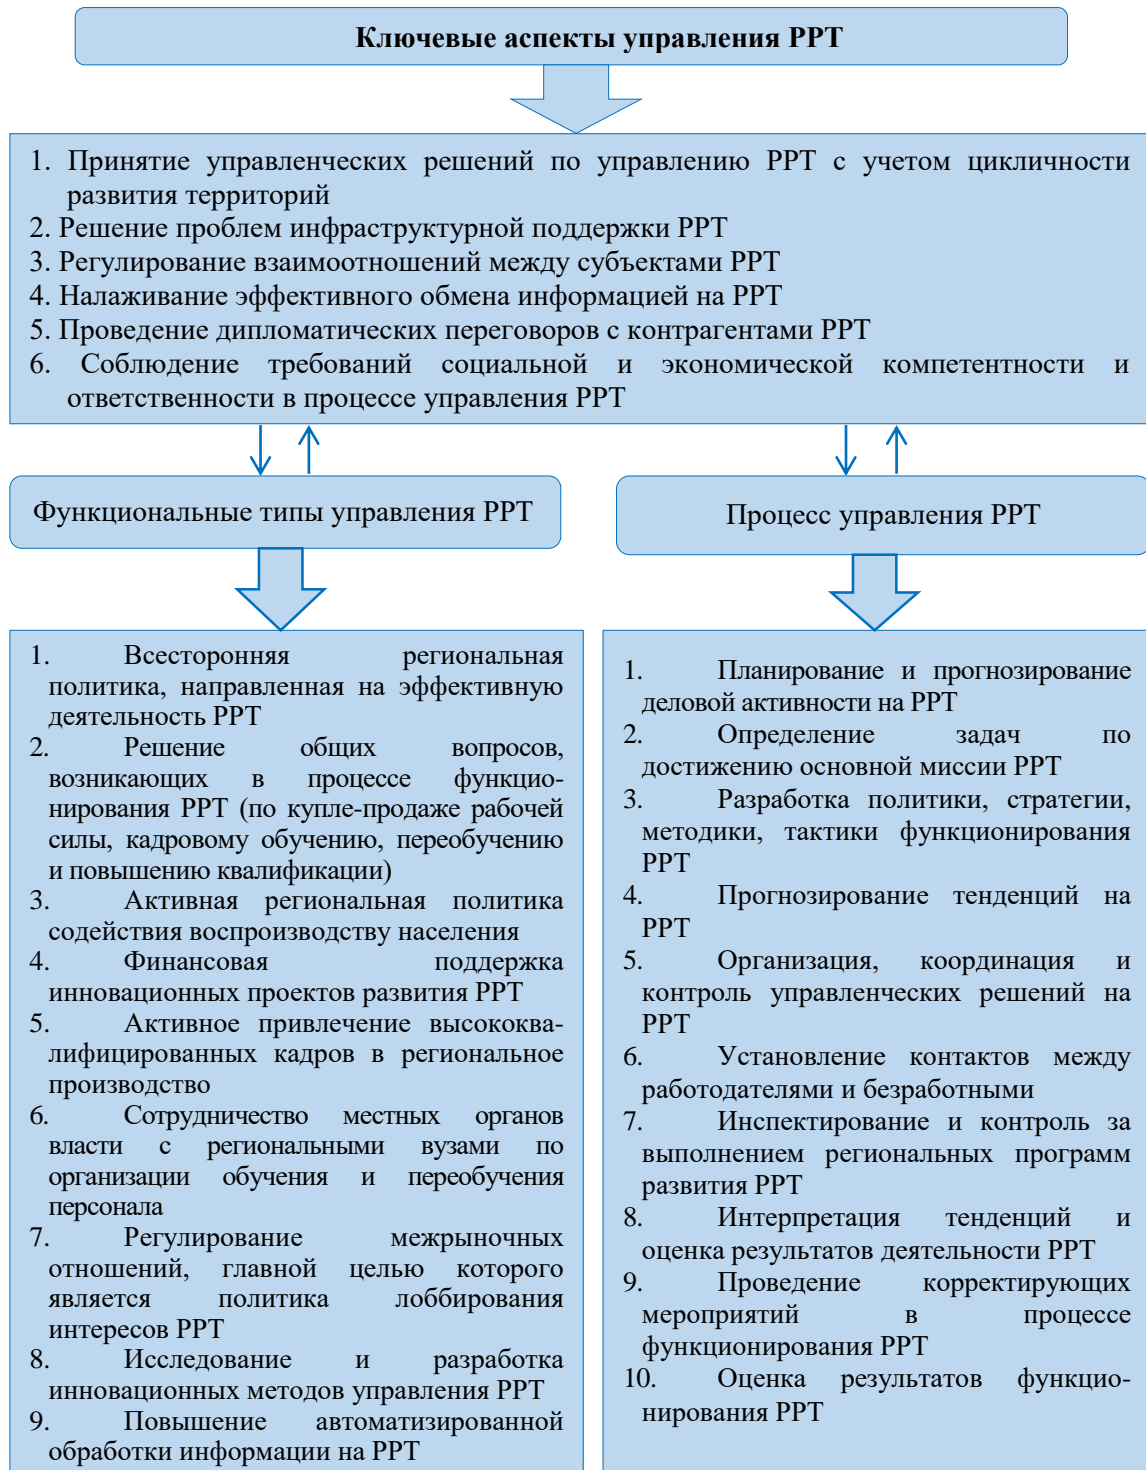 Ключевые аспекты управления РРТ
1. Принятие управленческих решений по управлению РРТ с учетом цикличности
развития территорий
2. Решение проблем инфраструктурной поддержки РРТ
3. Регулирование взаимоотношений между субъектами РРТ
4. Налаживание эффективного обмена информацией на РРТ
5. Проведение дипломатических переговоров с контрагентами РРТ
6. Соблюдение требований социальной и экономической компетентности и
ответственности в процессе управления РРТ
Функциональные типы управления РРТ
1. Всесторонняя региональная
политика, направленная на эффективную
деятельность РРТ
2. Решение общих вопросов,
возникающих в процессе функцио-
нирования РРТ (по купле-продаже рабочей
силы, кадровому обучению, переобучению
и повышению квалификации)
3. Активная региональная политика
содействия воспроизводству населения
4. Финансовая поддержка
инновационных проектов развития РРТ
5. Активное привлечение высококва-
лифицированных кадров в региональное
производство
6. Сотрудничество местных органов
власти с региональными вузами по
организации обучения и переобучения
персонала
7. Регулирование межрыночных
отношений, главной целью которого
является политика лоббирования
интересов РРТ
8. Исследование и разработка
инновационных методов управления РРТ
9. Повышение автоматизированной
обработки информации на РРТ
Процесс управления РРТ
1. Планирование и прогнозирование
деловой активности на РРТ
2. Определение задач по
достижению основной миссии РРТ
3. Разработка политики, стратегии,
методики, тактики функционирования
РРТ
4. Прогнозирование тенденций на
РРТ
5. Организация, координация и
контроль управленческих решений на
РРТ
6. Установление контактов между
работодателями и безработными
7. Инспектирование и контроль за
выполнением региональных программ
развития РРТ
8. Интерпретация тенденций и
оценка результатов деятельности РРТ
9. Проведение корректирующих
мероприятий в процессе
функционирования РРТ
10. Оценка результатов функцио-
нирования РРТ